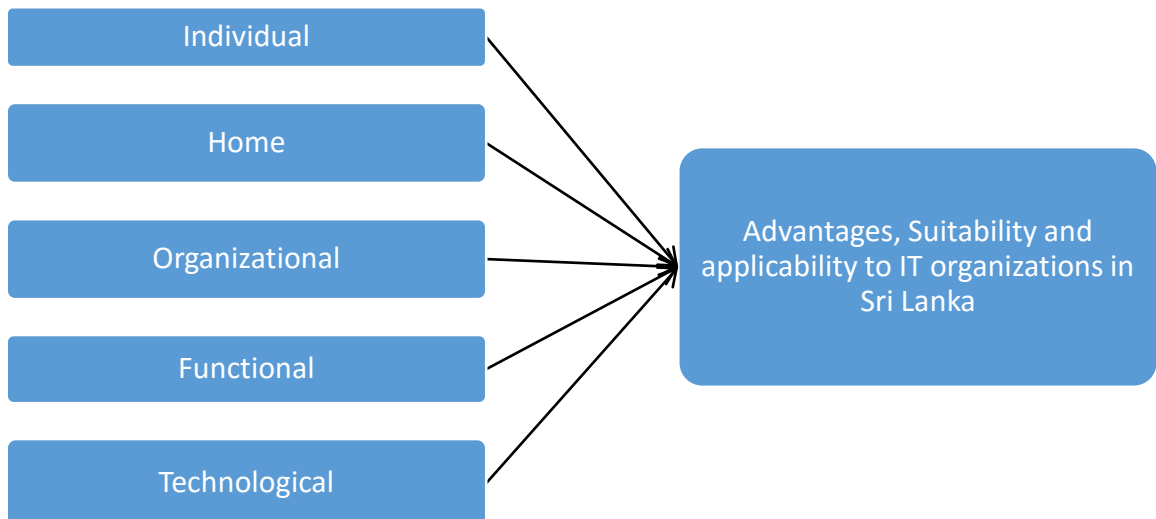 Individual
Home
Organizational
Functional
Technological
Advantages, Suitability and
applicability to IT organizations in
Sri Lanka